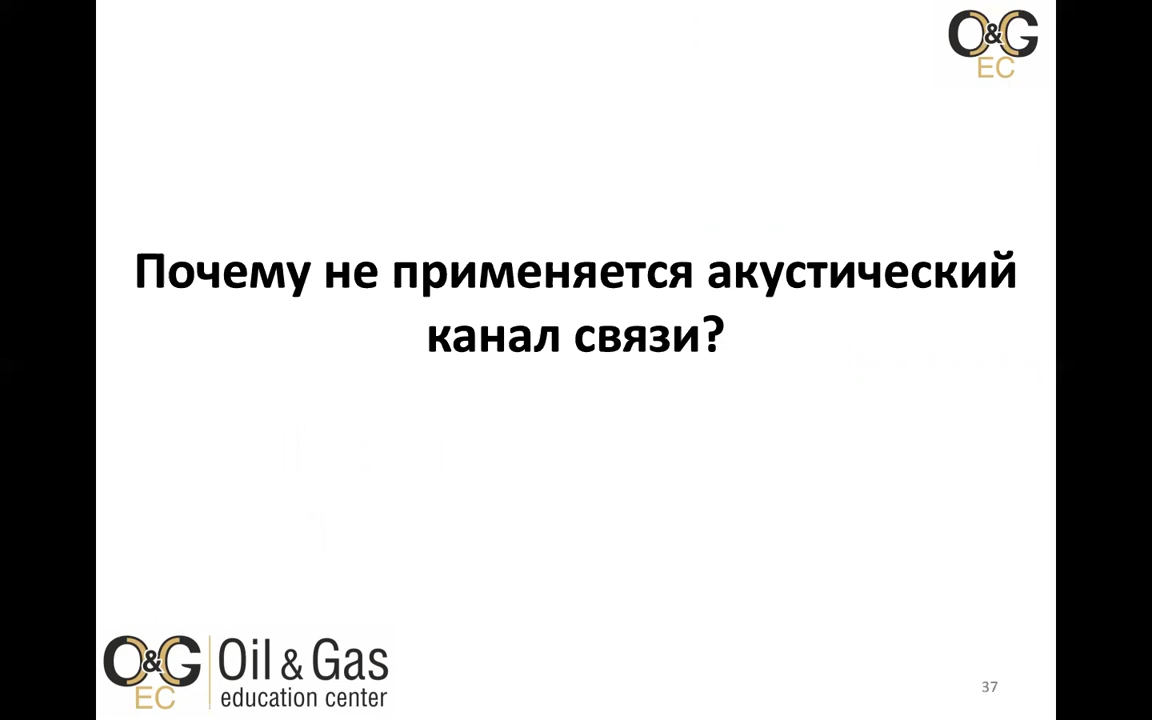 O&G
EC
Почему не применяется акустический
канал связи?
O&G
EC
Oil & Gas
education center
37